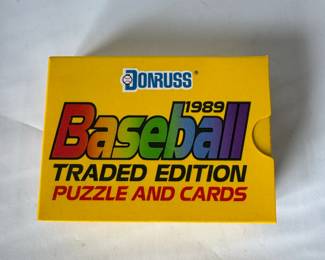 DONRUSS®
1989
Baseball
TRADED EDITION
PUZZLE AND CARDS